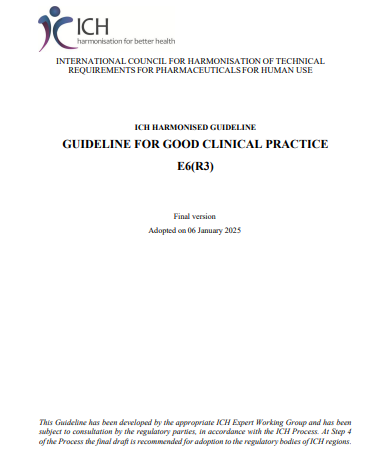 ICH
harmonisation for better health
INTERNATIONAL COUNCIL FOR HARMONISATION OF TECHNICAL
REQUIREMENTS FOR PHARMACEUTICALS FOR HUMAN USE
ICH HARMONISED GUIDELINE
GUIDELINE FOR GOOD CLINICAL PRACTICE
E6(R3)
Final version
Adopted on 06 January 2025
This Guideline has been developed by the appropriate ICH Expert Working Group and has been
subject to consultation by the regulatory parties, in accordance with the ICH Process. At Step 4
of the Process the final draft is recommended for adoption to the regulatory bodies of ICH regions.